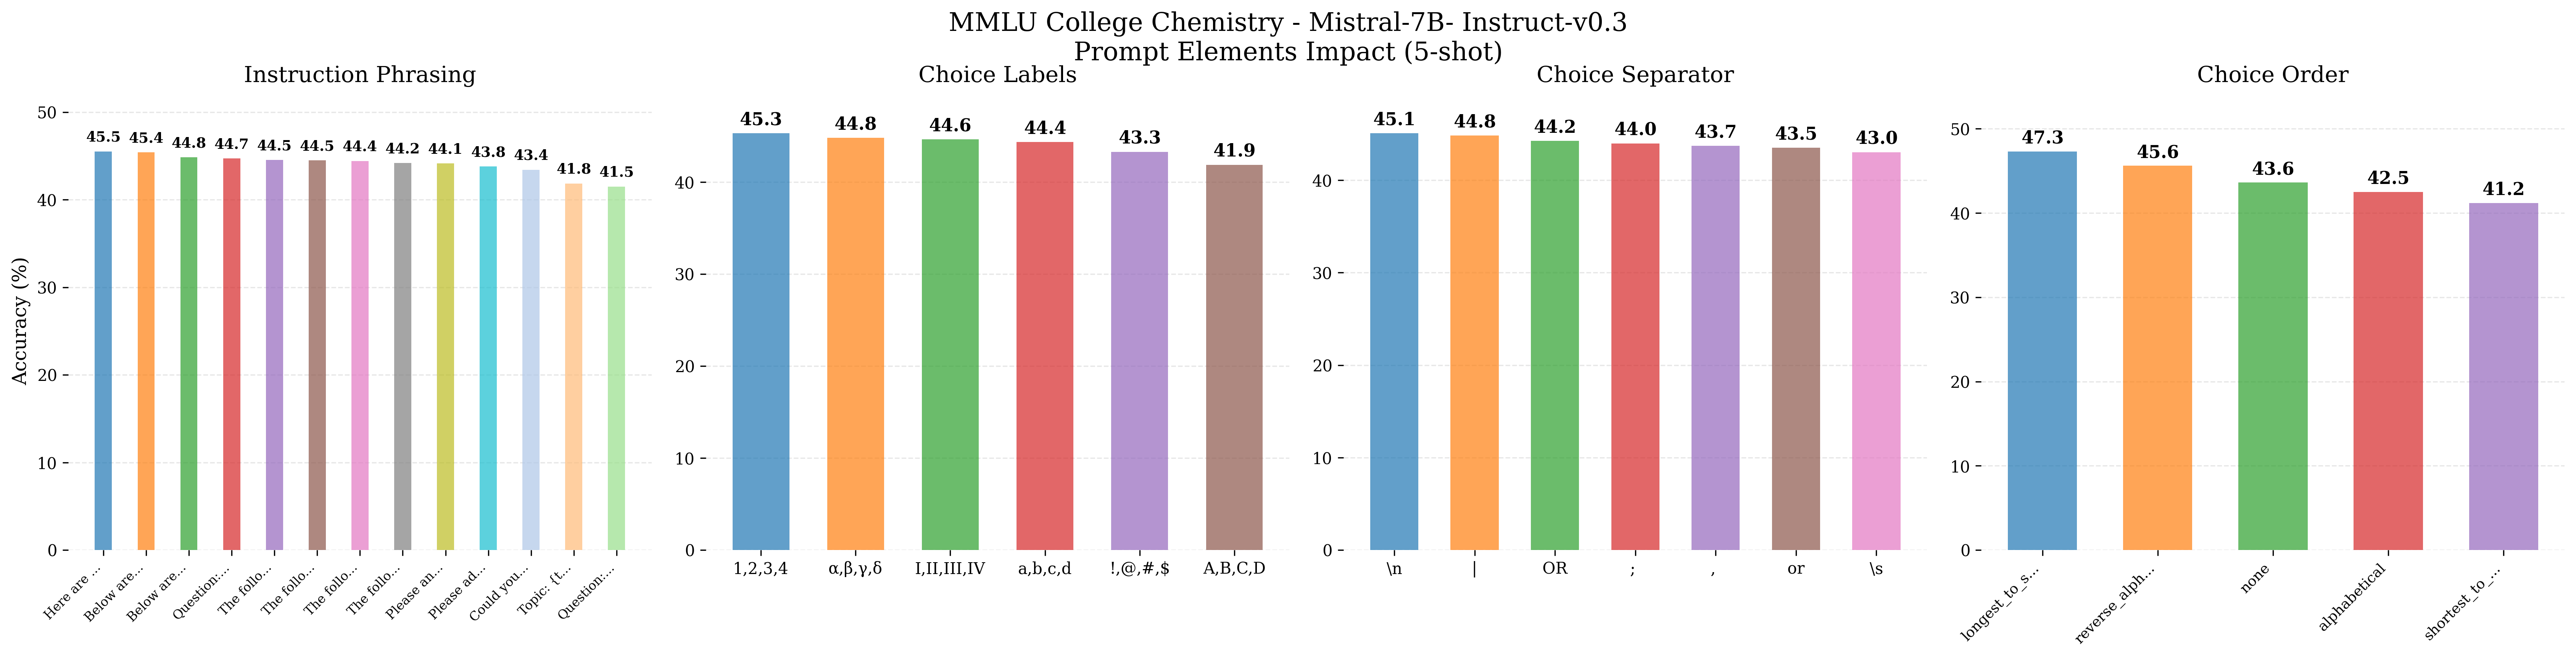 MMLU College Chemistry - Mistral-7B- Instruct-v0.3
Prompt Elements Impact (5-shot)
Instruction Phrasing
Accuracy (%)
50
40
30
20
10
0
45.5 45.4 44.8 44.7 44.5 44.5 44.4 44.2 44.1 43.8 43.4 41.8 41.5
Here are ...
Below are...
Below are...
Question:...
The follo...
The follo...
The follo...
The follo...
Please an...
Please ad...
Could you...
Topic: {t...
Question:...
Choice Labels
40
30
20
10
0
45.3 44.8 44.6 44.4 43.3 41.9
1,2,3,4 α,β,γ,δ I,II,III,IV a,b,c,d !,@,#,$ A,B,C,D
Choice Separator
40
30
20
10
0
45.1 44.8 44.2 44.0 43.7 43.5 43.0
\n | OR ; , or \s
Choice Order
50
40
30
20
10
0
47.3 45.6 43.6 42.5 41.2
longest_to_s...
reverse_alph...
none
alphabetical
shortest_to_...